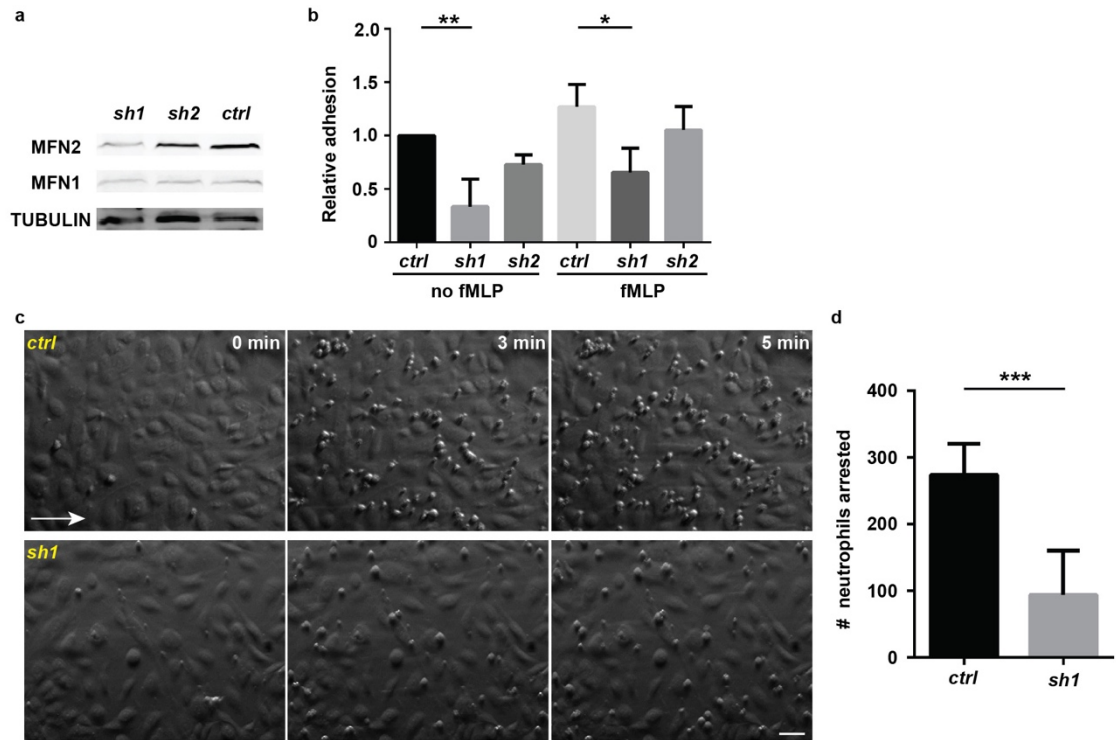 a
sh1 sh2 ctrl
MFN2
MFN1
TUBULIN
b
** *
Relative adhesion
2.0
1.5
1.0
0.5
0
ctrl sh1 sh2 ctrl sh1 sh2
no fMLP fMLP
c
ctrl 0 min 3 min 5 min
sh1
d
***
# neutrophils arrested
400
300
200
100
0
ctrl sh1